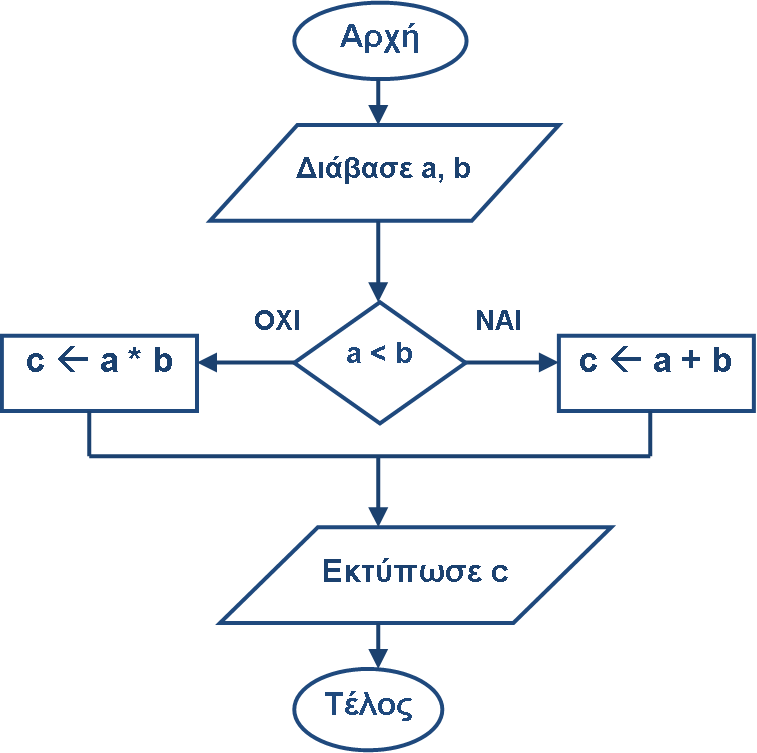 Αρχή
Διάβασε a, b
ΟΧΙ
ΝΑΙ
a < b
c ← a * b
c ← a + b
Εκτύπωσε c
Τέλος